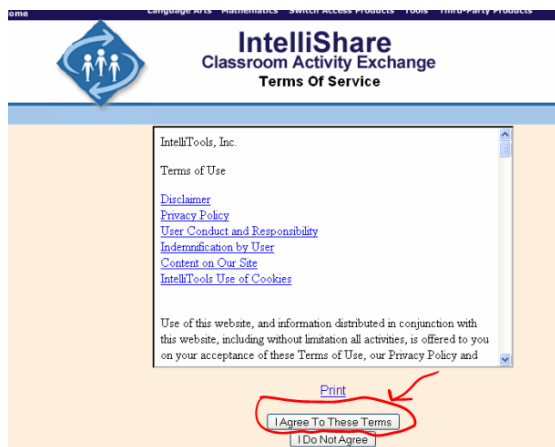 ome
Language Arts Mathematics Switch Access Products Tools Third-Party Products
IntelliShare
Classroom Activity Exchange
Terms Of Service
IntelliTools, Inc.
Terms of Use
Disclaimer
Privacy Policy
User Conduct and Responsibility
Indemnification by User
Content on Our Site
IntelliTools Use of Cookies
Use of this website, and information distributed in conjunction with
this website, including without limitation all activities, is offered to you
on your acceptance of these Terms of Use, our Privacy Policy and
Print
I Agree To These Terms
I Do Not Agree